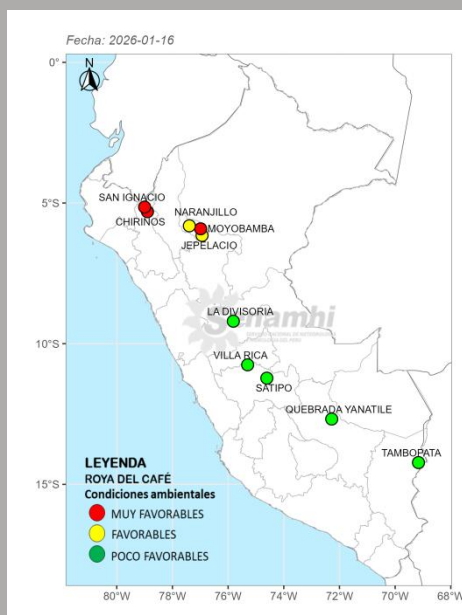 Fecha: 2026-01-16
N
0°
SAN IGNACIO
5°S
NARANJILLO
CHIRINOS
MOYOBAMBA
JEPELACIO
LA DIVISORIA
Senamhi
10°S
VILLA RICA
SATIPO
QUEBRADA YANATILE
TAMBOPATA
LEYENDA
ROYA DEL CAFÉ
Condiciones ambientales
15°S
MUY FAVORABLES
FAVORABLES
POCO FAVORABLES
80°W 78°W 76°W 74°W 72°W 70°W 68°W